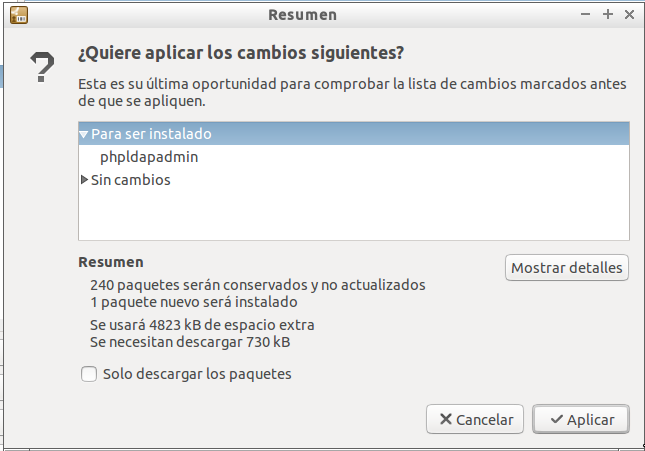 Resumen
¿Quiere aplicar los cambios siguientes?
Esta es su última oportunidad para comprobar la lista de cambios marcados antes
de que se apliquen.
Para ser instalado
phpldapadmin
Sin cambios
Resumen
Mostrar detalles
240 paquetes serán conservados y no actualizados
1 paquete nuevo será instalado
Se usará 4823 kB de espacio extra
Se necesitan descargar 730 kB
Solo descargar los paquetes
Cancelar
Aplicar